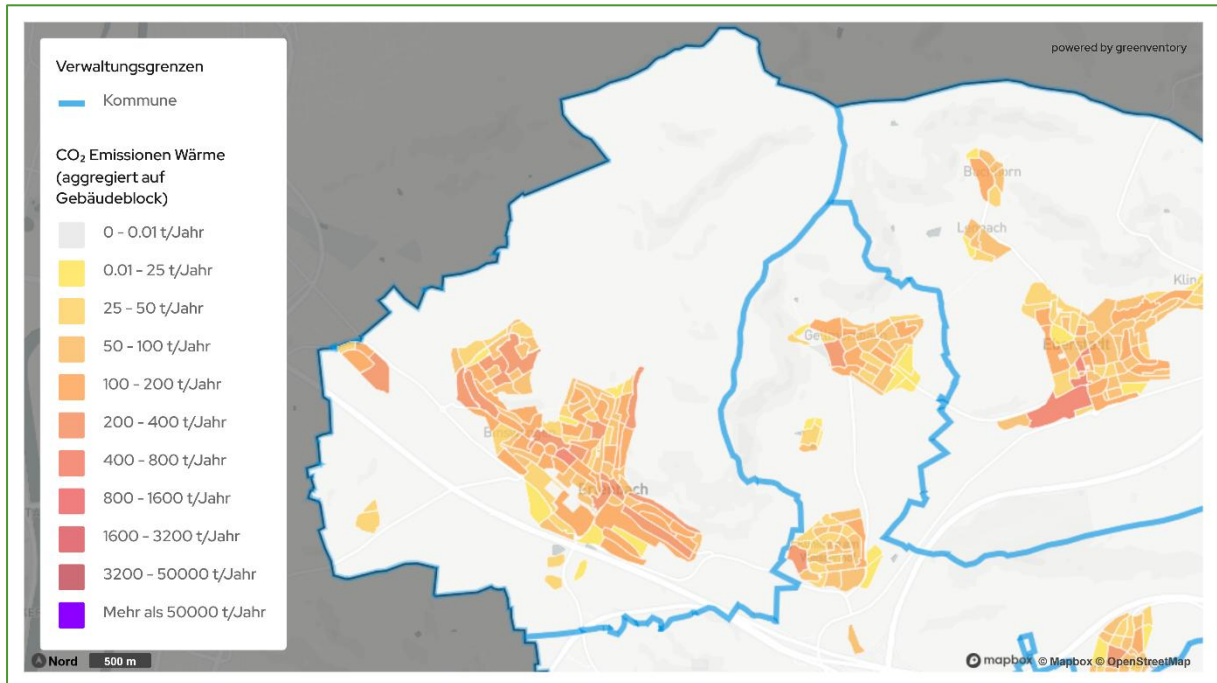 powered by greenventory
Verwaltungsgrenzen
Kommune
CO₂ Emissionen Wärme
(aggregiert auf
Gebäudeblock)
0 - 0.01 t/Jahr
0.01 - 25 t/Jahr
25 - 50 t/Jahr
50 - 100 t/Jahr
100 - 200 t/Jahr
200 - 400 t/Jahr
400 - 800 t/Jahr
800 - 1600 t/Jahr
1600 - 3200 t/Jahr
3200 - 50000 t/Jahr
Mehr als 50000 t/Jahr
Nord
500 m
mapbox © Mapbox © OpenStreetMap